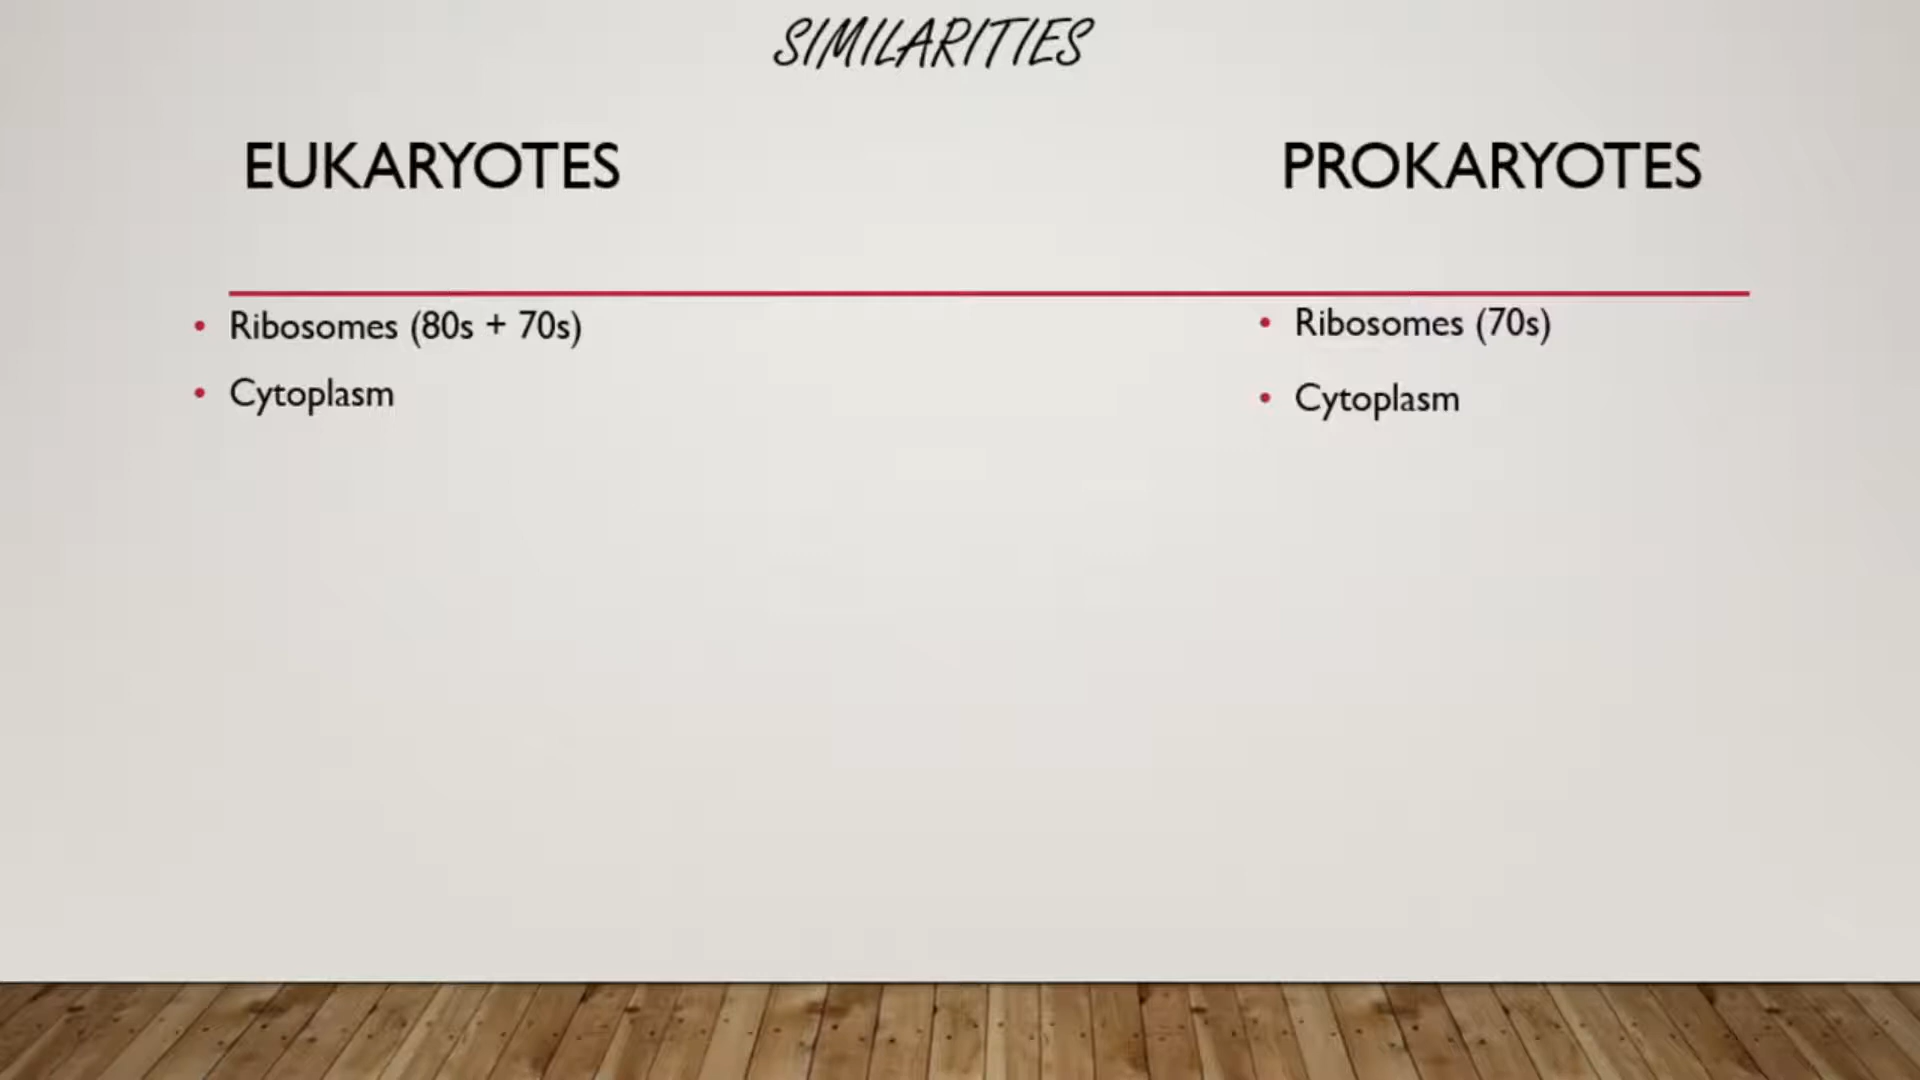 SIMILARITIES
EUKARYOTES
• Ribosomes (80s + 70s)
• Cytoplasm
PROKARYOTES
• Ribosomes (70s)
• Cytoplasm